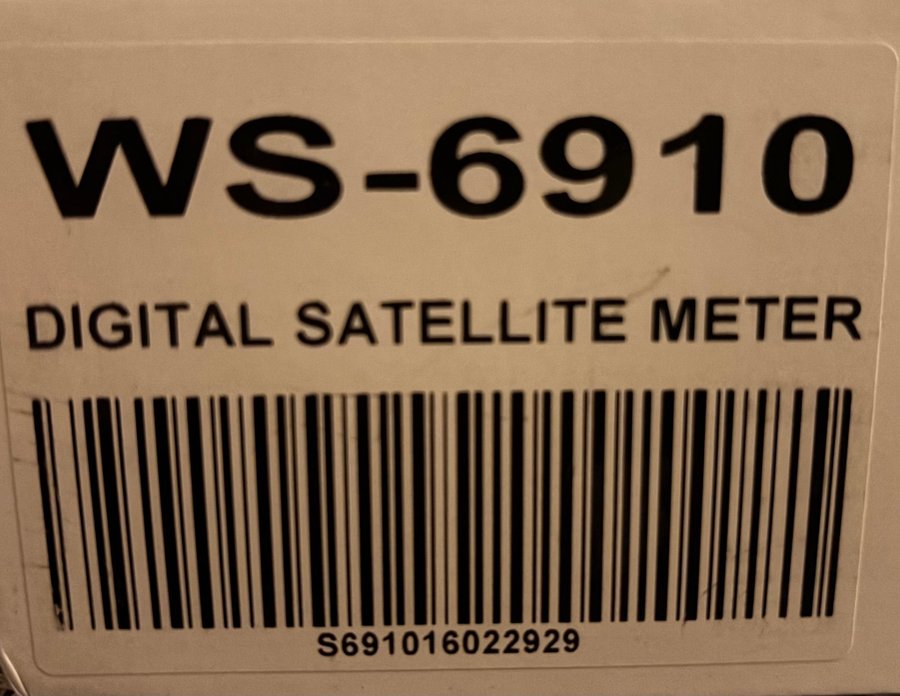 WS-6910
DIGITAL SATELLITE METER
S691016022929